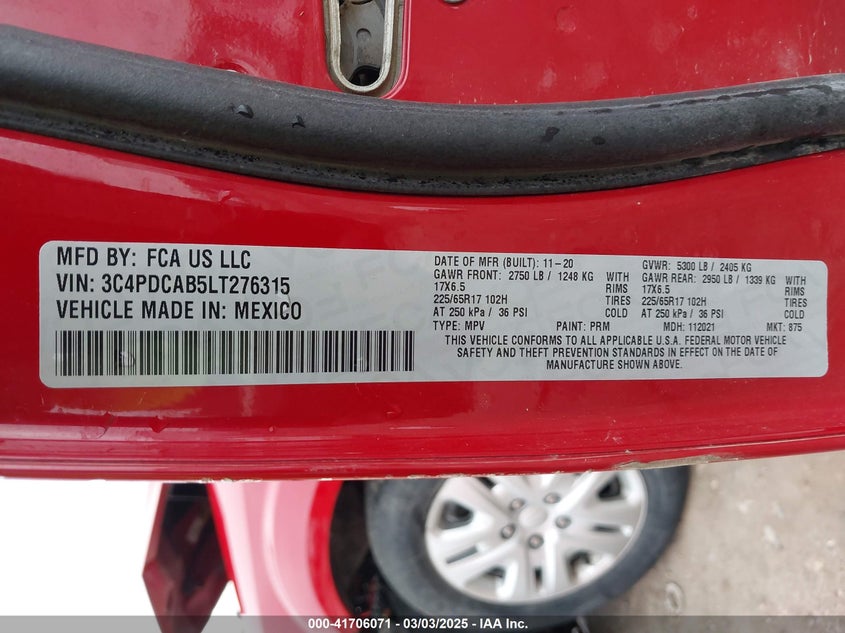 MFD BY: FCA US LLC
VIN: 3C4PDCAB5LT276315
VEHICLE MADE IN: MEXICO
DATE OF MFR (BUILT): 11-20 GVWR: 5300 LB / 2405 KG
GAWR FRONT: 2750 LB / 1248 KG GAWR REAR: 2950 LB / 1339 KG
17X6.5 RIMS 17X6.5 RIMS
225/65R17 102H TIRES 225/65R17 102H TIRES
AT 250 kPa / 36 PSI COLD AT 250 kPa / 36 PSI COLD
TYPE: MPV PAINT: PRM MDH: 112021 MKT: 875
THIS VEHICLE CONFORMS TO ALL APPLICABLE U.S.A. FEDERAL MOTOR VEHICLE
SAFETY AND THEFT PREVENTION STANDARDS IN EFFECT ON THE DATE OF
MANUFACTURE SHOWN ABOVE.
000-41706071 - 03/03/2025 - IAA Inc.